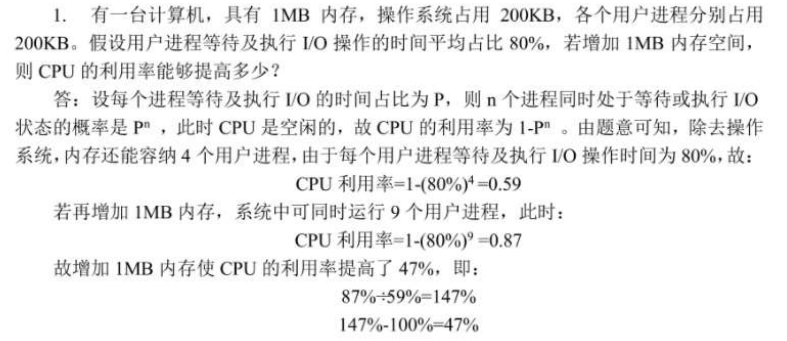 1. 有一台计算机，具有 1MB 内存，操作系统占用 200KB，各个用户进程分别占用
200KB。假设用户进程等待及执行 I/O 操作的时间平均占比 80%，若增加 1MB 内存空间，
则 CPU 的利用率能够提高多少？
答：设每个进程等待及执行 I/O 的时间占比为 P，则 n 个进程同时处于等待或执行 I/O
状态的概率是 Pⁿ ，此时 CPU 是空闲的，故 CPU 的利用率为 1-Pⁿ 。由题意可知，除去操作
系统，内存还能容纳 4 个用户进程，由于每个用户进程等待及执行 I/O 操作时间为 80%，故：
CPU 利用率=1-(80%)⁴=0.59
若再增加 1MB 内存，系统中可同时运行 9 个用户进程，此时：
CPU 利用率=1-(80%)⁹ =0.87
故增加 1MB 内存使 CPU 的利用率提高了 47%，即：
87%÷59%=147%
147%-100%=47%